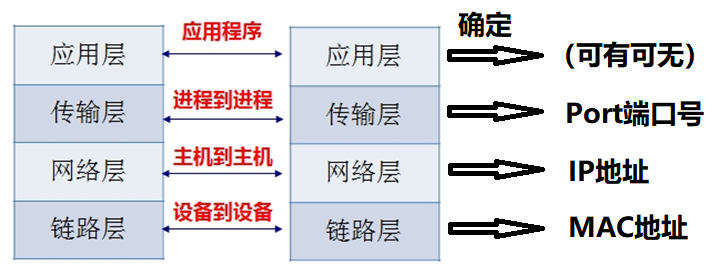 应用程序 确定
应用层 应用层 (可有可无)
进程到进程
传输层 传输层 Port端口号
主机到主机
网络层 网络层 IP地址
设备到设备
链路层 链路层 MAC地址